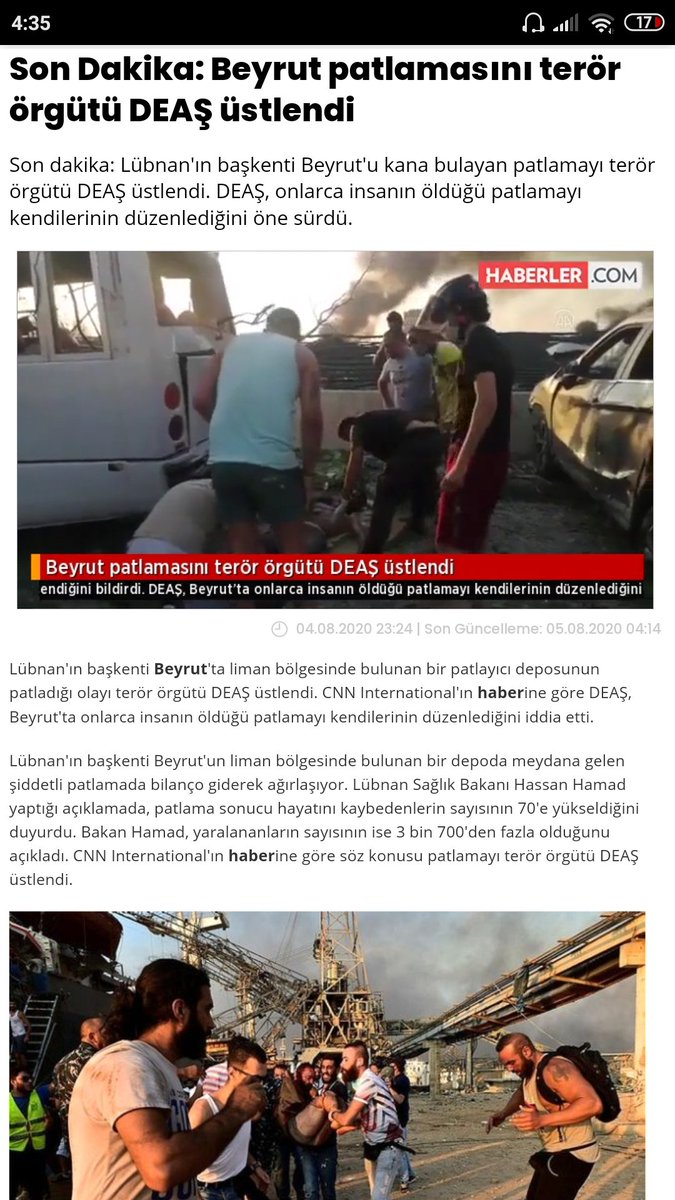 4:35
17
Son Dakika: Beyrut patlamasını terör
örgütü DEAŞ üstlendi
Son dakika: Lübnan'ın başkenti Beyrut'u kana bulayan patlamayı terör
örgütü DEAŞ üstlendi. DEAŞ, onlarca insanın öldüğü patlamayı
kendilerinin düzenlediğini öne sürdü.
HABERLER.COM
Beyrut patlamasını terör örgütü DEAŞ üstlendi
endiğini bildirdi. DEAŞ, Beyrut'ta onlarca insanın öldüğü patlamayı kendilerinin düzenlediğini
04.08.2020 23:24 | Son Güncelleme: 05.08.2020 04:14
Lübnan'ın başkenti Beyrut'ta liman bölgesinde bulunan bir patlayıcı deposunun
patladığı olayı terör örgütü DEAŞ üstlendi. CNN International'ın haberine göre DEAŞ,
Beyrut'ta onlarca insanın öldüğü patlamayı kendilerinin düzenlediğini iddia etti.
Lübnan'ın başkenti Beyrut'un liman bölgesinde bulunan bir depoda meydana gelen
şiddetli patlamada bilanço giderek ağırlaşıyor. Lübnan Sağlık Bakanı Hassan Hamad
yaptığı açıklamada, patlama sonucu hayatını kaybedenlerin sayısının 70'e yükseldiğini
duyurdu. Bakan Hamad, yaralananların sayısının ise 3 bin 700'den fazla olduğunu
açıkladı. CNN International'ın haberine göre söz konusu patlamayı terör örgütü DEAŞ
üstlendi.